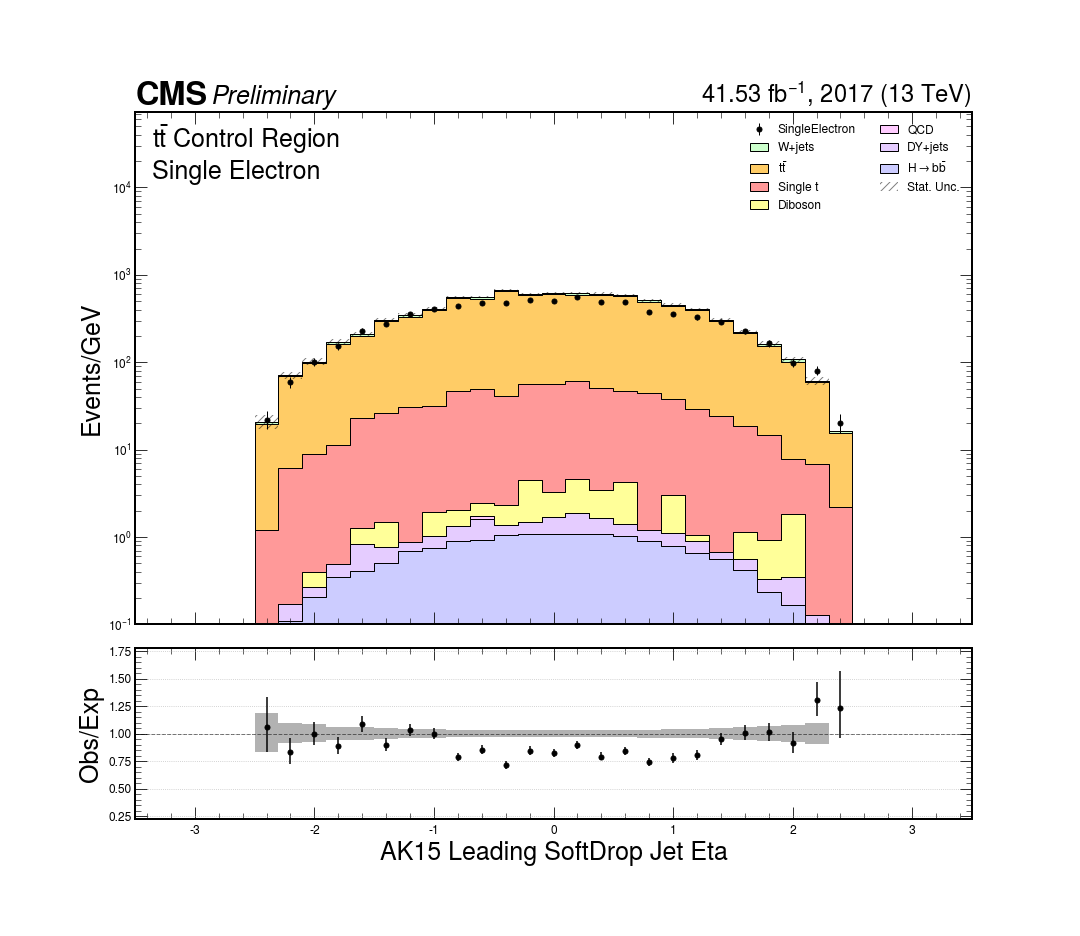 CMS Preliminary
41.53 fb⁻¹, 2017 (13 TeV)
tt̄ Control Region
Single Electron
SingleElectron
W+jets
tt̄
Single t
Diboson
QCD
DY+jets
H→bb̄
Stat. Unc.
Events/GeV
10⁴
10³
10²
10¹
10⁰
10⁻¹
Obs/Exp
1.75
1.50
1.25
1.00
0.75
0.50
0.25
-3 -2 -1 0 1 2 3
AK15 Leading SoftDrop Jet Eta